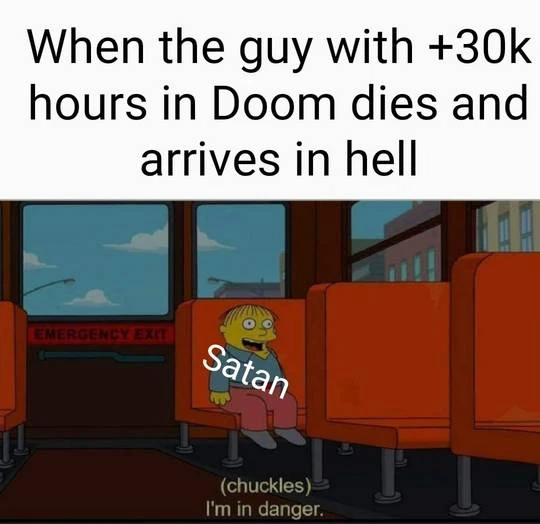 When the guy with +30k
hours in Doom dies and
arrives in hell
EMERGENCY EXIT
Satan
(chuckles)
I'm in danger.